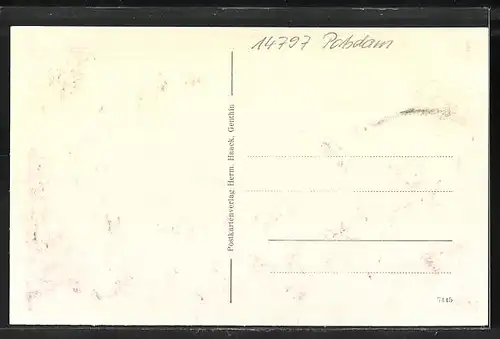 14797 Potsdam
Postkartenverlag Herm. Haack, Genthin
7445